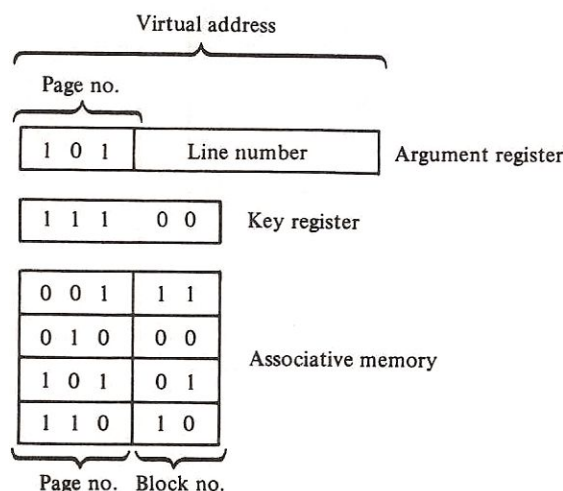 Virtual address
Page no.
1 0 1 Line number Argument register
1 1 1 0 0 Key register
0 0 1 1 1
0 1 0 0 0
Associative memory
1 0 1 0 1
1 1 0 1 0
Page no. Block no.